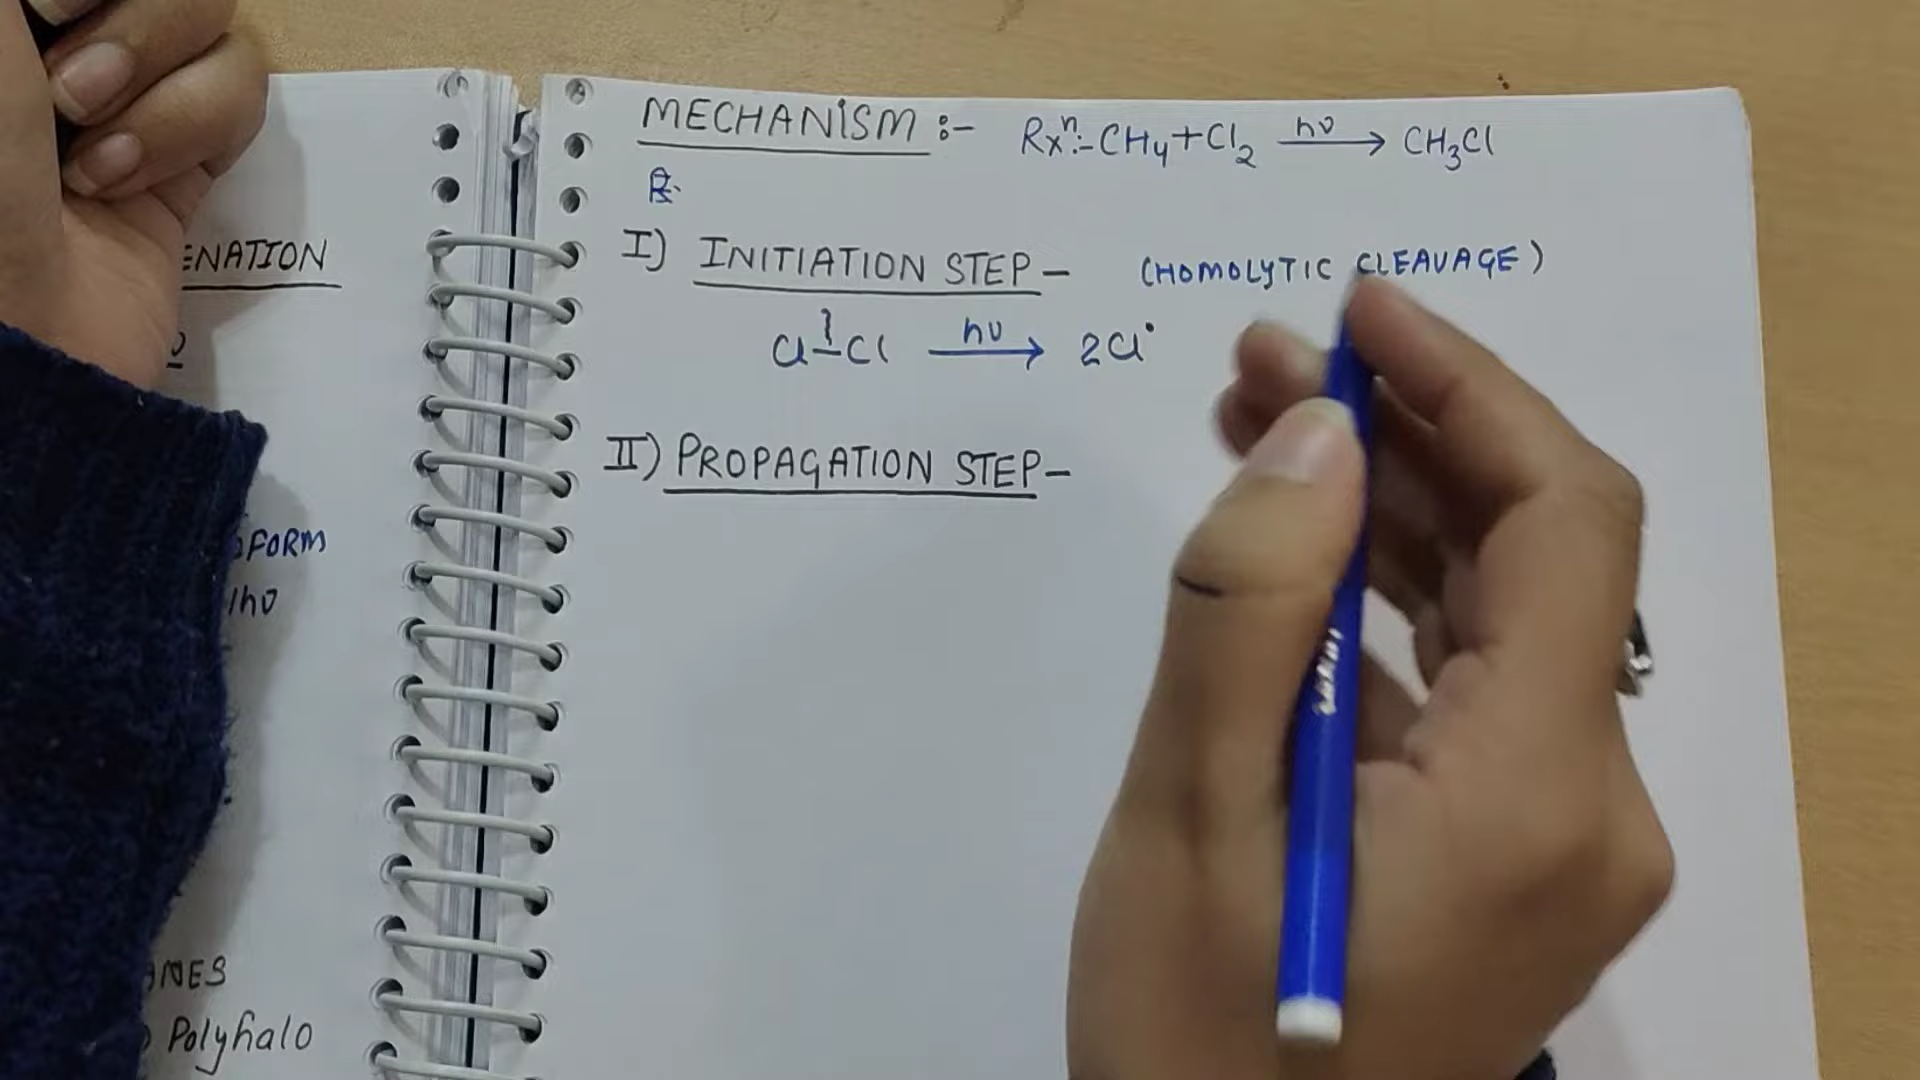 ENATION
FORM
hν
ANES
Polyhalo
MECHANISM :- Rxⁿ:- CH₄ + Cl₂ hν → CH₃Cl
I) INITIATION STEP - (HOMOLYTIC CLEAVAGE)
Cl-Cl hν → 2Cl•
II) PROPAGATION STEP-